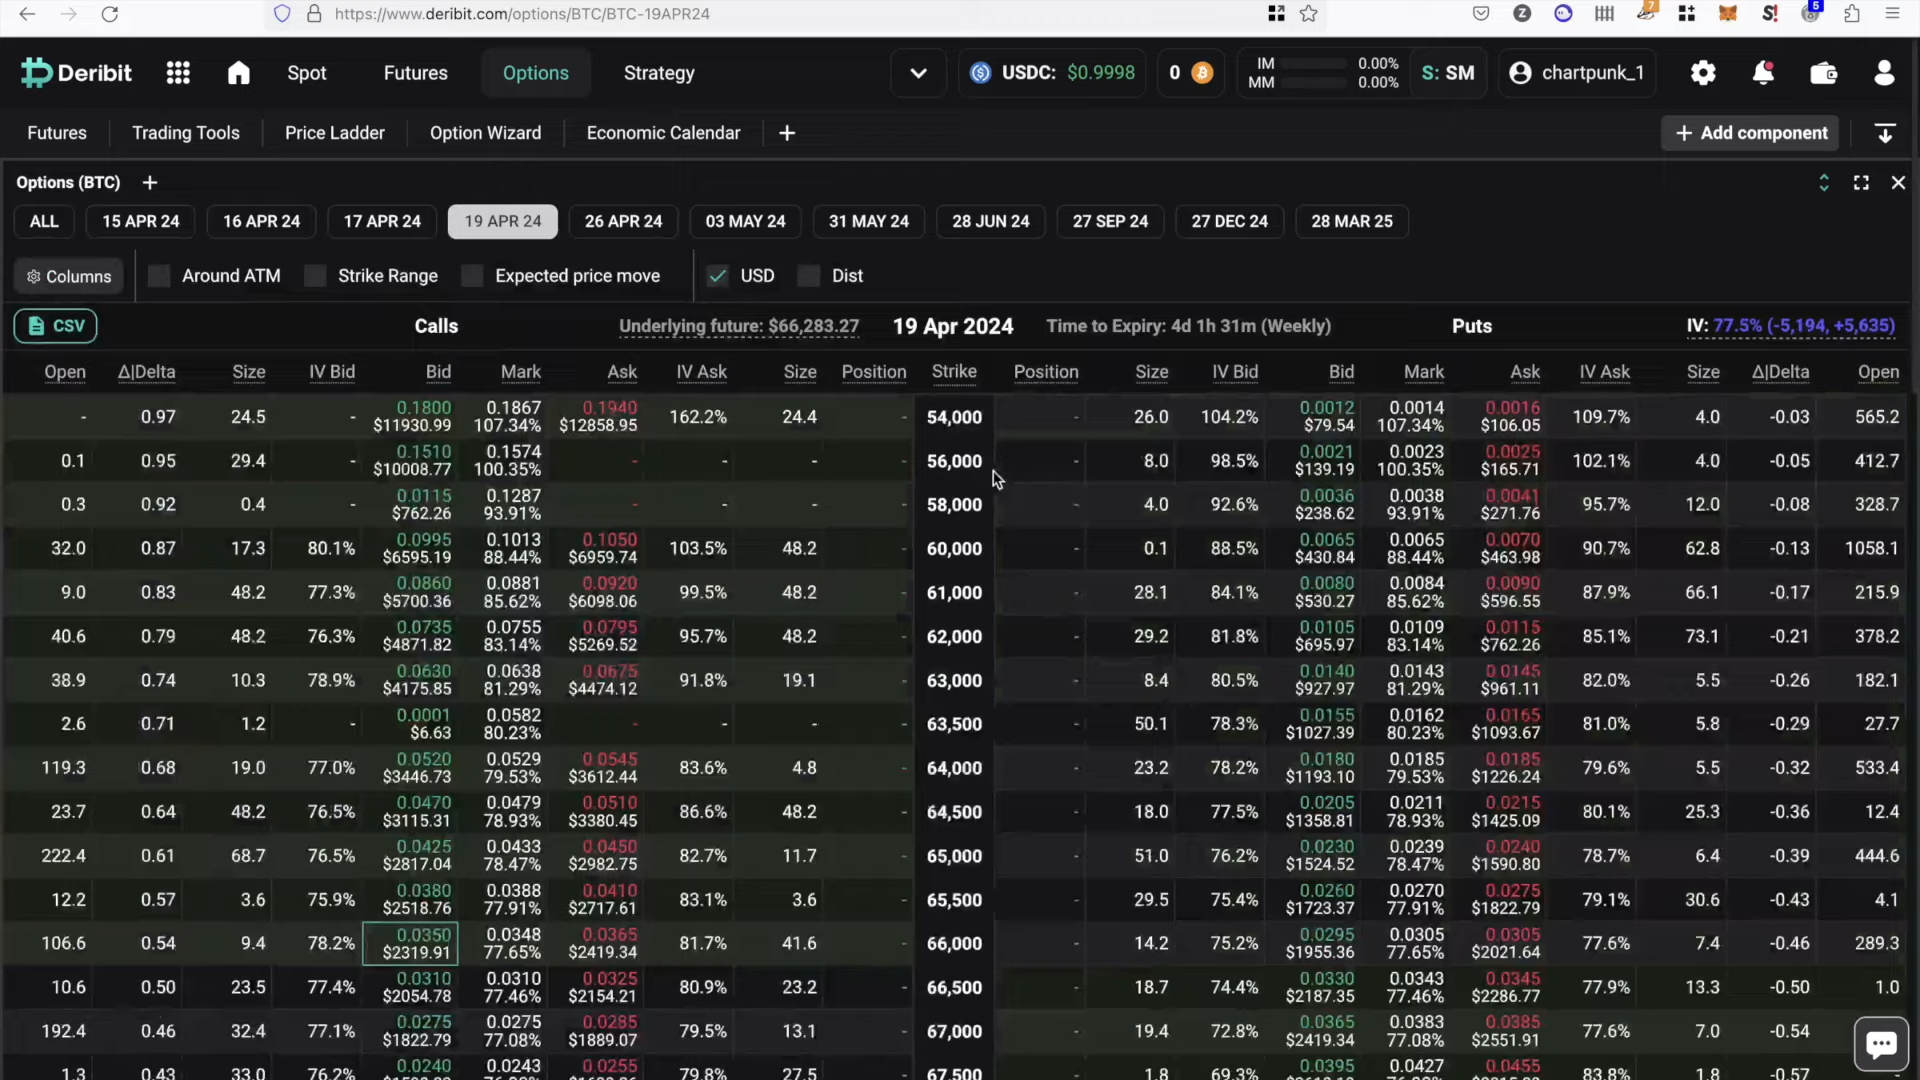 https://www.deribit.com/options/BTC/BTC-19APR24
7
5
Deribit Spot Futures Options Strategy USDC: $0.9998 0 IM 0.00% MM 0.00% S: SM chartpunk_1
Futures Trading Tools Price Ladder Option Wizard Economic Calendar + + Add component
Options (BTC) +
ALL 15 APR 24 16 APR 24 17 APR 24 19 APR 24 26 APR 24 03 MAY 24 31 MAY 24 28 JUN 24 27 SEP 24 27 DEC 24 28 MAR 25
Columns Around ATM Strike Range Expected price move USD Dist
CSV Calls Underlying future: $66,283.27 19 Apr 2024 Time to Expiry: 4d 1h 31m (Weekly) Puts IV: 77.5% (-5,194, +5,635)
Open Δ|Delta Size IV Bid Bid Mark Ask IV Ask Size Position Strike Position Size IV Bid Bid Mark Ask IV Ask Size Δ|Delta Open
- 0.97 24.5 - 0.1800 $11930.99 0.1867 107.34% 0.1940 $12858.95 162.2% 24.4 - 54,000 - 26.0 104.2% 0.0012 $79.54 0.0014 107.34% 0.0016 $106.05 109.7% 4.0 -0.03 565.2
0.1 0.95 29.4 - 0.1510 $10008.77 0.1574 100.35% - - - - 56,000 - 8.0 98.5% 0.0021 $139.19 0.0023 100.35% 0.0025 $165.71 102.1% 4.0 -0.05 412.7
0.3 0.92 0.4 - 0.0115 $762.26 0.1287 93.91% - - - - 58,000 - 4.0 92.6% 0.0036 $238.62 0.0038 93.91% 0.0041 $271.76 95.7% 12.0 -0.08 328.7
32.0 0.87 17.3 80.1% 0.0995 $6595.19 0.1013 88.44% 0.1050 $6959.74 103.5% 48.2 - 60,000 - 0.1 88.5% 0.0065 $430.84 0.0065 88.44% 0.0070 $463.98 90.7% 62.8 -0.13 1058.1
9.0 0.83 48.2 77.3% 0.0860 $5700.36 0.0881 85.62% 0.0920 $6098.06 99.5% 48.2 - 61,000 - 28.1 84.1% 0.0080 $530.27 0.0084 85.62% 0.0090 $596.55 87.9% 66.1 -0.17 215.9
40.6 0.79 48.2 76.3% 0.0735 $4871.82 0.0755 83.14% 0.0795 $5269.52 95.7% 48.2 - 62,000 - 29.2 81.8% 0.0105 $695.97 0.0109 83.14% 0.0115 $762.26 85.1% 73.1 -0.21 378.2
38.9 0.74 10.3 78.9% 0.0630 $4175.85 0.0638 81.29% 0.0675 $4474.12 91.8% 19.1 - 63,000 - 8.4 80.5% 0.0140 $927.97 0.0143 81.29% 0.0145 $961.11 82.0% 5.5 -0.26 182.1
2.6 0.71 1.2 - 0.0001 $6.63 0.0582 80.23% - - - - 63,500 - 50.1 78.3% 0.0155 $1027.39 0.0162 80.23% 0.0165 $1093.67 81.0% 5.8 -0.29 27.7
119.3 0.68 19.0 77.0% 0.0520 $3446.73 0.0529 79.53% 0.0545 $3612.44 83.6% 4.8 - 64,000 - 23.2 78.2% 0.0180 $1193.10 0.0185 79.53% 0.0185 $1226.24 79.6% 5.5 -0.32 533.4
23.7 0.64 48.2 76.5% 0.0470 $3115.31 0.0479 78.93% 0.0510 $3380.45 86.6% 48.2 - 64,500 - 18.0 77.5% 0.0205 $1358.81 0.0211 78.93% 0.0215 $1425.09 80.1% 25.3 -0.36 12.4
222.4 0.61 68.7 76.5% 0.0425 $2817.04 0.0433 78.47% 0.0450 $2982.75 82.7% 11.7 - 65,000 - 51.0 76.2% 0.0230 $1524.52 0.0239 78.47% 0.0240 $1590.80 78.7% 6.4 -0.39 444.6
12.2 0.57 3.6 75.9% 0.0380 $2518.76 0.0388 77.91% 0.0410 $2717.61 83.1% 3.6 - 65,500 - 29.5 75.4% 0.0260 $1723.37 0.0270 77.91% 0.0275 $1822.79 79.1% 30.6 -0.43 4.1
106.6 0.54 9.4 78.2% 0.0350 $2319.91 0.0348 77.65% 0.0365 $2419.34 81.7% 41.6 - 66,000 - 14.2 75.2% 0.0295 $1955.36 0.0305 77.65% 0.0305 $2021.64 77.6% 7.4 -0.46 289.3
10.6 0.50 23.5 77.4% 0.0310 $2054.78 0.0310 77.46% 0.0325 $2154.21 80.9% 23.2 - 66,500 - 18.7 74.4% 0.0330 $2187.35 0.0343 77.46% 0.0345 $2286.77 77.9% 13.3 -0.50 1.0
192.4 0.46 32.4 77.1% 0.0275 $1822.79 0.0275 77.08% 0.0285 $1889.07 79.5% 13.1 - 67,000 - 19.4 72.8% 0.0365 $2419.34 0.0383 77.08% 0.0385 $2551.91 77.6% 7.0 -0.54
1.3 0.43 33.0 76.2% 0.0240 0.0243 0.0255 79.8% 27.5 67,500 1.8 69.3% 0.0395 0.0427 0.0455 83.8% 1.8 -0.57